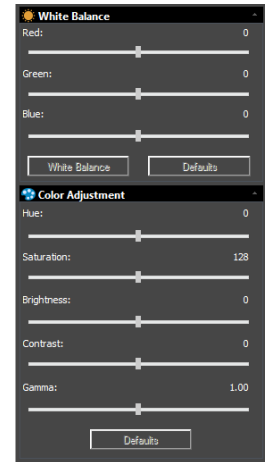 White Balance
Red: 0
Green: 0
Blue: 0
White Balance Defaults
Color Adjustment
Hue: 0
Saturation: 128
Brightness: 0
Contrast: 0
Gamma: 1.00
Defaults